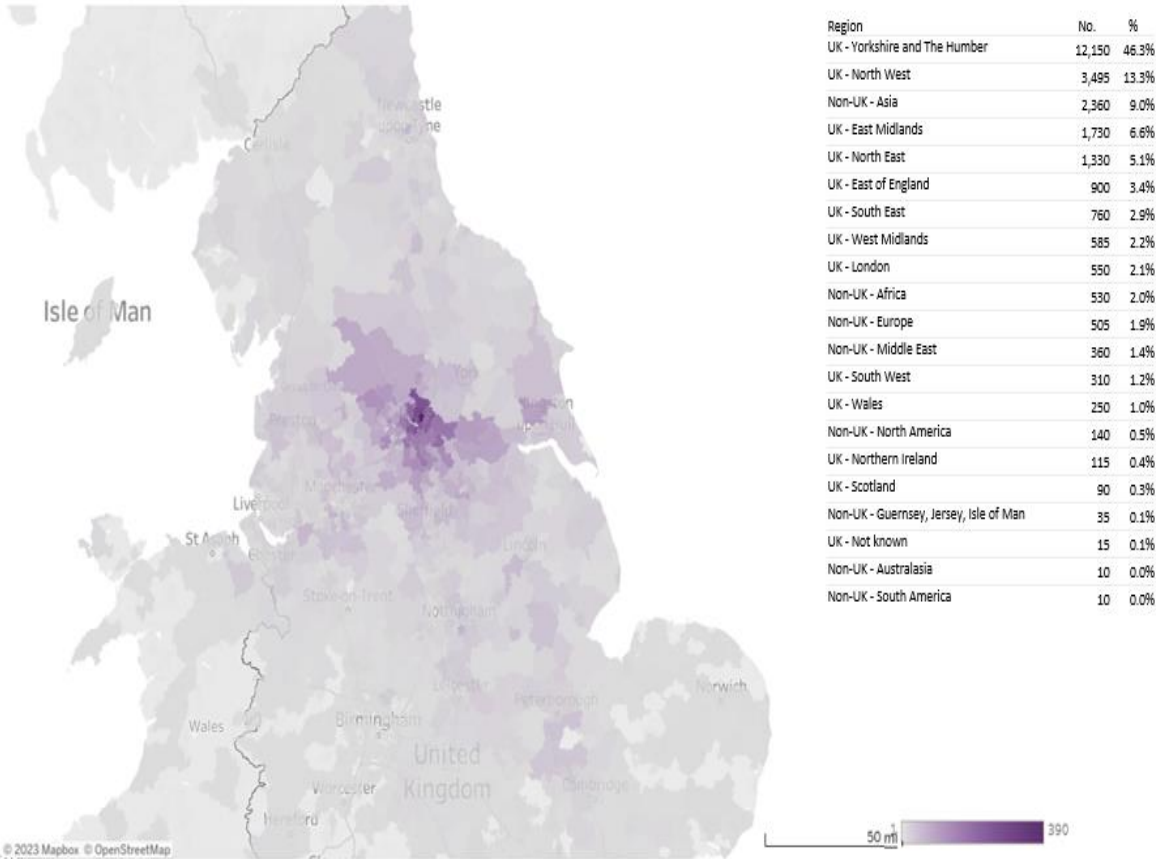 Newcastle
upon Tyne
Carlisle
Isle of Man
York
Preston
Manchester
Liverpool
Sheffield
St Asaph
Chester
Lincoln
Stoke-on-Trent
Nottingham
Leicester
Peterborough
Norwich
Wales
Birmingham
United
Kingdom
Worcester
Cambridge
Hereford
© 2023 Mapbox © OpenStreetMap
50 mi
1
390
Region No. %
UK - Yorkshire and The Humber 12,150 46.3%
UK - North West 3,495 13.3%
Non-UK - Asia 2,360 9.0%
UK - East Midlands 1,730 6.6%
UK - North East 1,330 5.1%
UK - East of England 900 3.4%
UK - South East 760 2.9%
UK - West Midlands 585 2.2%
UK - London 550 2.1%
Non-UK - Africa 530 2.0%
Non-UK - Europe 505 1.9%
Non-UK - Middle East 360 1.4%
UK - South West 310 1.2%
UK - Wales 250 1.0%
Non-UK - North America 140 0.5%
UK - Northern Ireland 115 0.4%
UK - Scotland 90 0.3%
Non-UK - Guernsey, Jersey, Isle of Man 35 0.1%
UK - Not known 15 0.1%
Non-UK - Australasia 10 0.0%
Non-UK - South America 10 0.0%